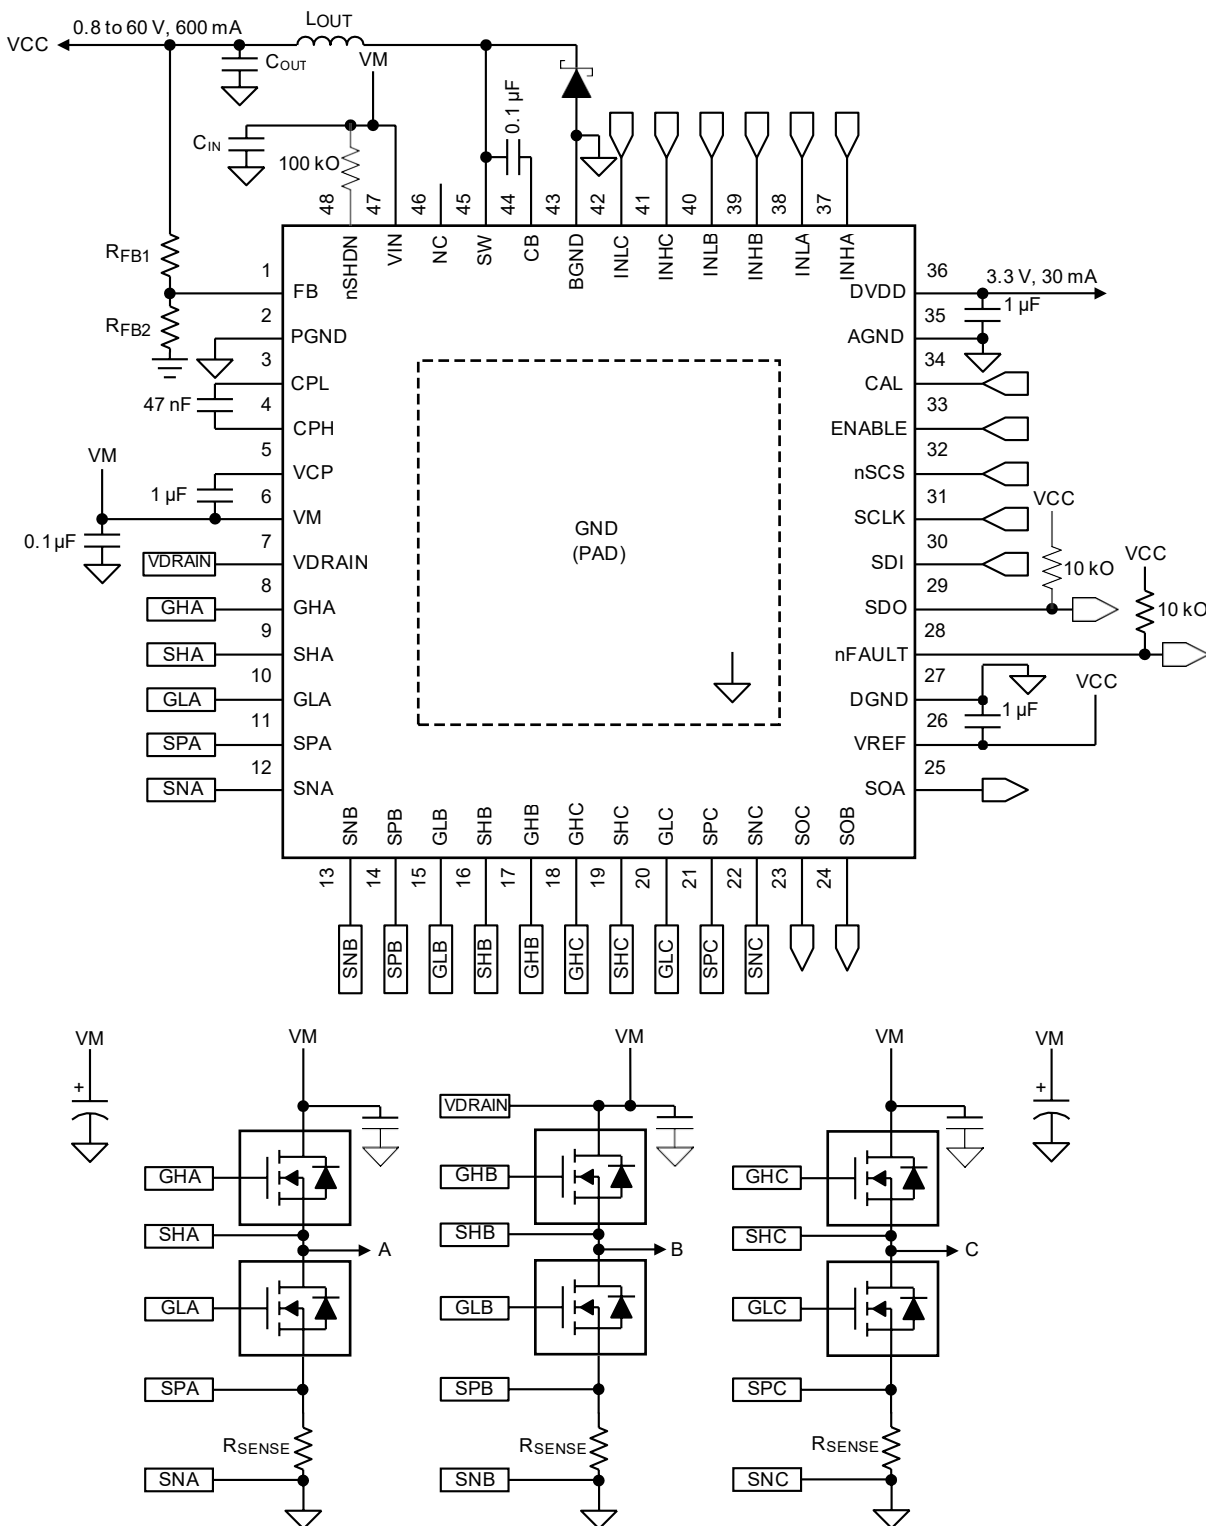 0.8 to 60 V, 600 mA
LOUT
VCC
VM
COUT
0.1 µF
CIN
100 kO
48
47
46
45
44
43
42
41
40
39
38
37
nSHDN
VIN
NC
SW
CB
BGND
INLC
INHC
INLB
INHB
INLA
INHA
RFB1
RFB2
1
FB
2
PGND
3
CPL
47 nF
4
CPH
5
VCP
VM
1 µF
6
VM
0.1 µF
7
VDRAIN
VDRAIN
8
GHA
GHA
9
SHA
SHA
10
GLA
GLA
11
SPA
SPA
12
SNA
SNA
GND
(PAD)
36
DVDD
3.3 V, 30 mA
1 µF
35
AGND
34
CAL
33
ENABLE
32
nSCS
31
SCLK
VCC
30
SDI
10 kO
VCC
29
SDO
10 kO
28
nFAULT
27
DGND
VCC
1 µF
26
VREF
25
SOA
SNB
SPB
GLB
SHB
GHB
GHC
SHC
GLC
SPC
SNC
SOC
SOB
13
14
15
16
17
18
19
20
21
22
23
24
SNB
SPB
GLB
SHB
GHB
GHC
SHC
GLC
SPC
SNC
VM
+
VM
VM
VM
VM
+
VDRAIN
GHA
GHB
GHC
SHA
SHB
SHC
A
B
C
GLA
GLB
GLC
SPA
SPB
SPC
RSENSE
RSENSE
RSENSE
SNA
SNB
SNC